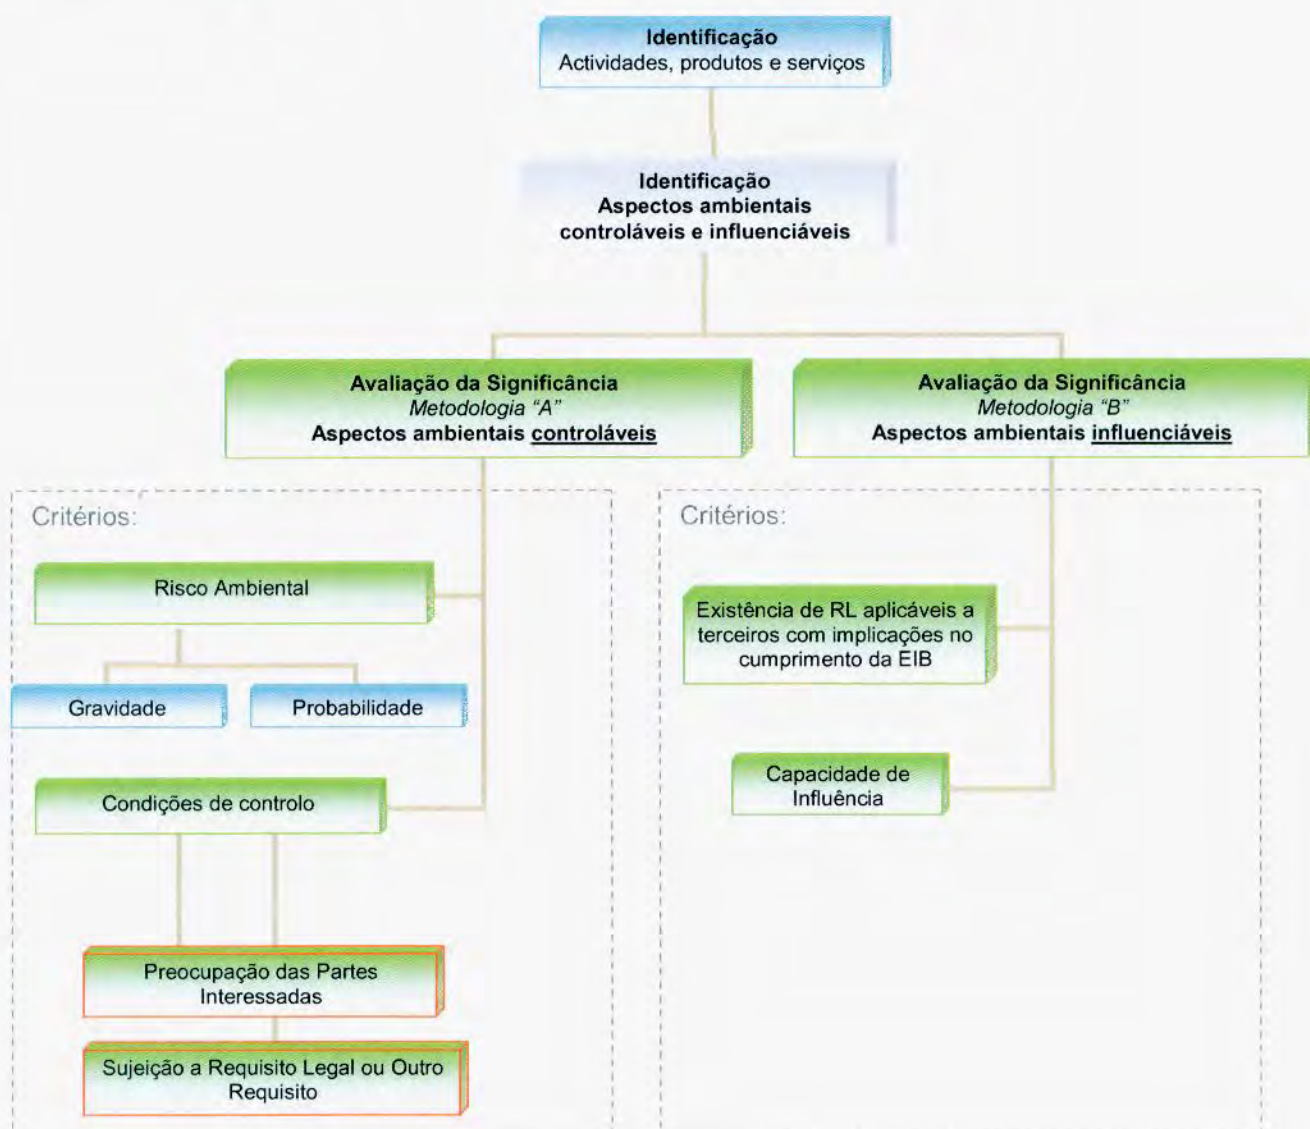 Identificação
Actividades, produtos e serviços
Identificação
Aspectos ambientais
controláveis e influenciáveis
Avaliação da Significância
Metodologia “A”
Aspectos ambientais controláveis
Avaliação da Significância
Metodologia “B”
Aspectos ambientais influenciáveis
Critérios:
Risco Ambiental
Gravidade
Probabilidade
Condições de controlo
Preocupação das Partes
Interessadas
Sujeição a Requisito Legal ou Outro
Requisito
Critérios:
Existência de RL aplicáveis a
terceiros com implicações no
cumprimento da EIB
Capacidade de
Influência